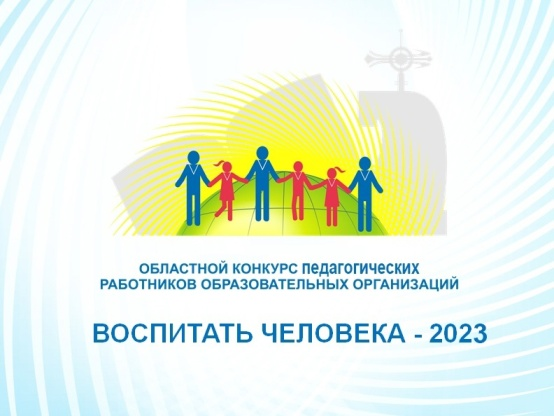 ОБЛАСТНОЙ КОНКУРС педагогических
РАБОТНИКОВ ОБРАЗОВАТЕЛЬНЫХ ОРГАНИЗАЦИЙ
ВОСПИТАТЬ ЧЕЛОВЕКА - 2023